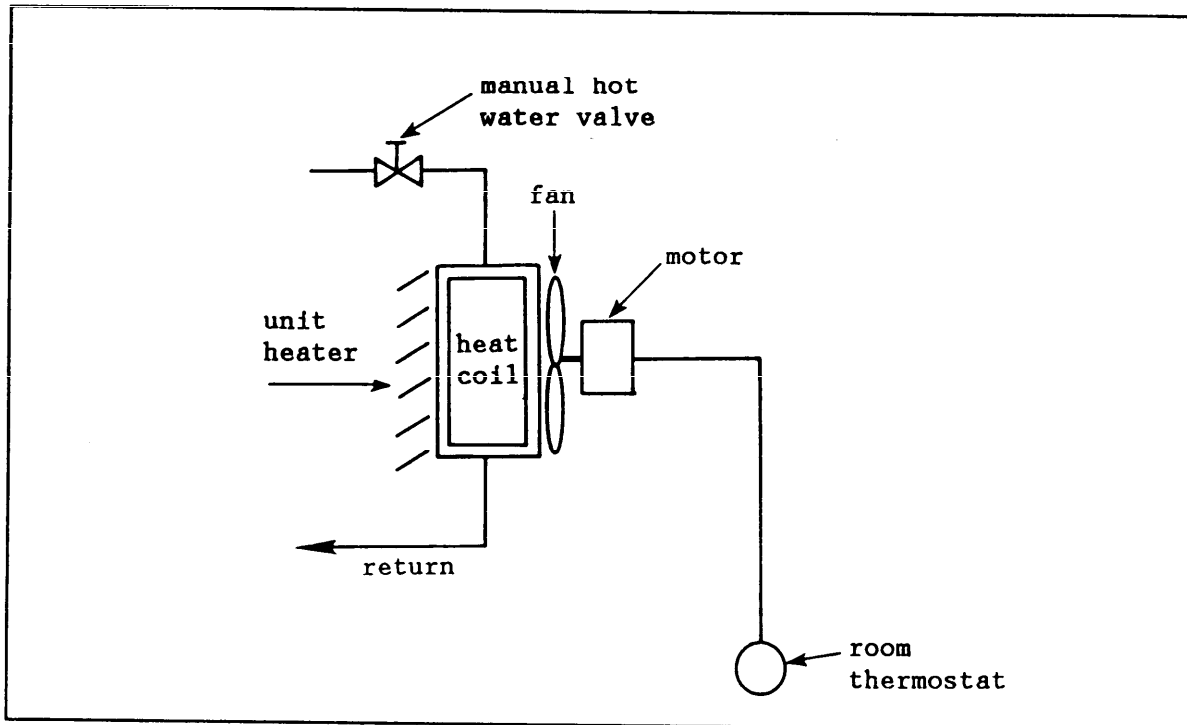 manual hot
water valve
fan
motor
unit
heater
heat
coil
return
room
thermostat